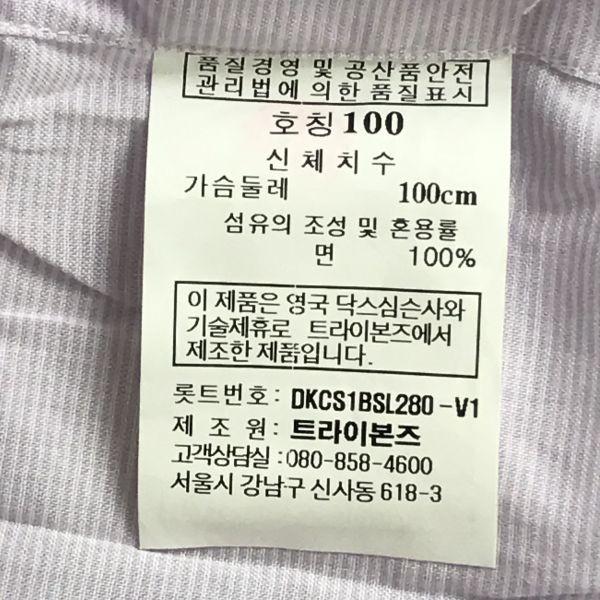 품질경영 및 공산품안전
관리법에 의한 품질표시
호칭 100
신체치수
가슴둘레 100cm
섬유의 조성 및 혼용률
면 100%
이 제품은 영국 닥스심슨사와
기술제휴로 트라이본즈에서
제조한 제품입니다.
롯트번호: DKCS1BSL280-V1
제 조 원: 트라이본즈
고객상담실:080-858-4600
서울시 강남구 신사동 618-3